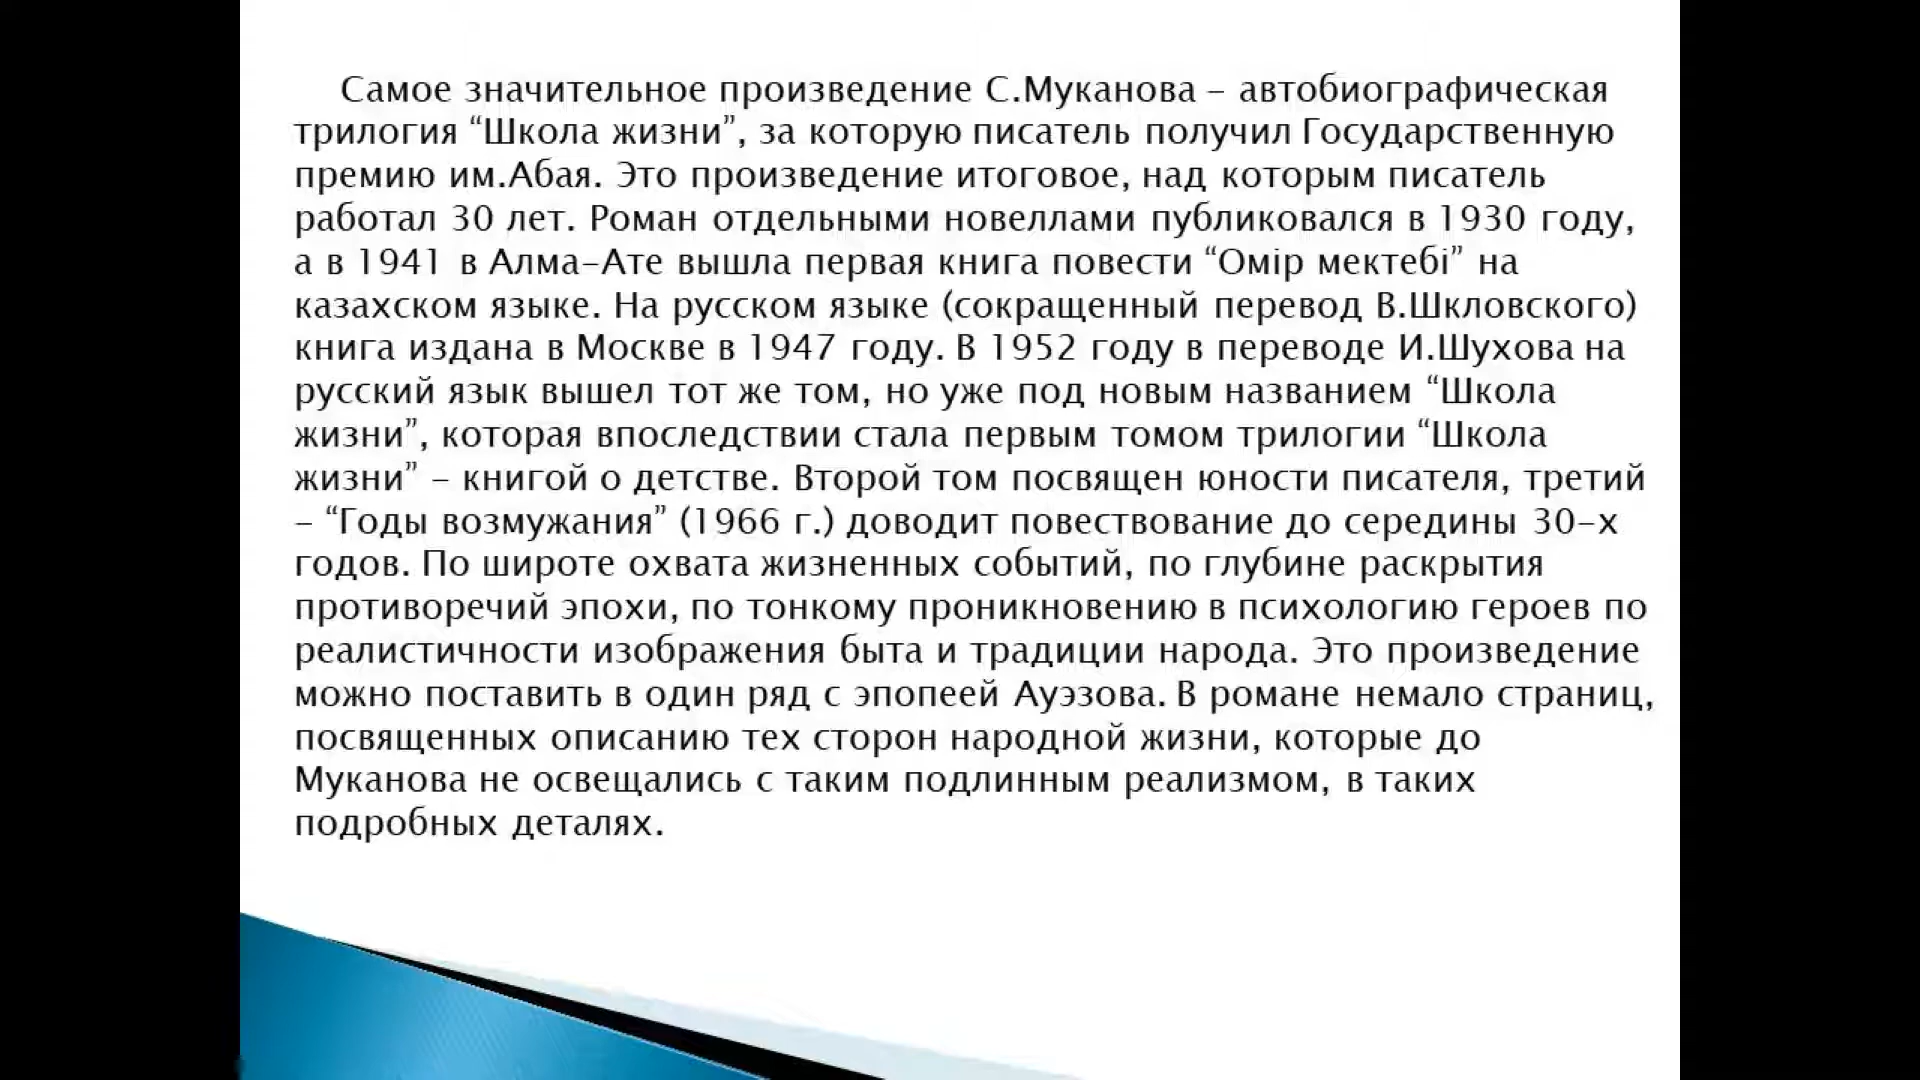 Самое значительное произведение С.Муканова – автобиографическая
трилогия “Школа жизни”, за которую писатель получил Государственную
премию им.Абая. Это произведение итоговое, над которым писатель
работал 30 лет. Роман отдельными новеллами публиковался в 1930 году,
а в 1941 в Алма-Ате вышла первая книга повести “Омiр мектебi” на
казахском языке. На русском языке (сокращенный перевод В.Шкловского)
книга издана в Москве в 1947 году. В 1952 году в переводе И.Шухова на
русский язык вышел тот же том, но уже под новым названием “Школа
жизни”, которая впоследствии стала первым томом трилогии “Школа
жизни” – книгой о детстве. Второй том посвящен юности писателя, третий
– “Годы возмужания” (1966 г.) доводит повествование до середины 30-х
годов. По широте охвата жизненных событий, по глубине раскрытия
противоречий эпохи, по тонкому проникновению в психологию героев по
реалистичности изображения быта и традиции народа. Это произведение
можно поставить в один ряд с эпопеей Ауэзова. В романе немало страниц,
посвященных описанию тех сторон народной жизни, которые до
Муканова не освещались с таким подлинным реализмом, в таких
подробных деталях.